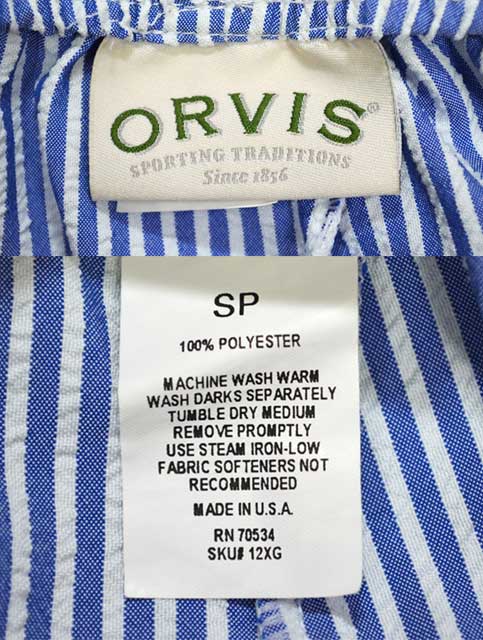 ORVIS®
SPORTING TRADITIONS
Since 1856
SP
100% POLYESTER
MACHINE WASH WARM
WASH DARKS SEPARATELY
TUMBLE DRY MEDIUM
REMOVE PROMPTLY
USE STEAM IRON-LOW
FABRIC SOFTENERS NOT
RECOMMENDED
MADE IN U.S.A.
RN 70534
SKU# 12XG